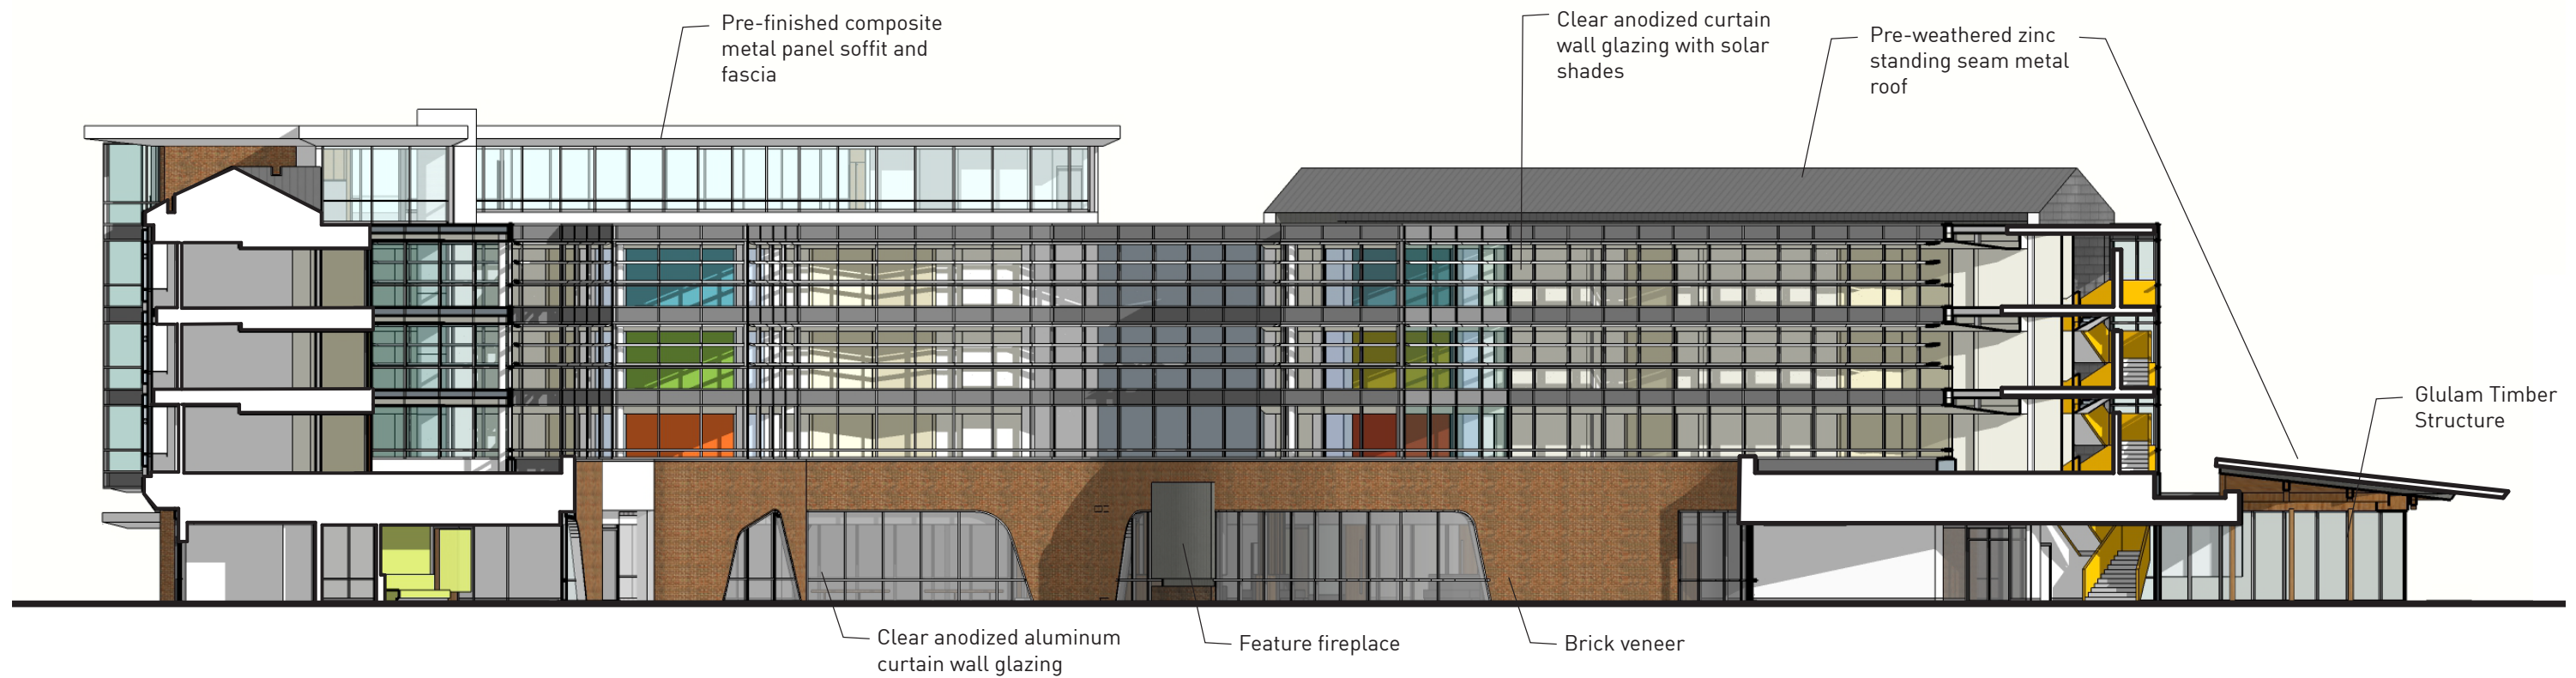 Pre-finished composite
metal panel soffit and
fascia
Clear anodized curtain
wall glazing with solar
shades
Pre-weathered zinc
standing seam metal
roof
Glulam Timber
Structure
Clear anodized aluminum
curtain wall glazing
Feature fireplace
Brick veneer